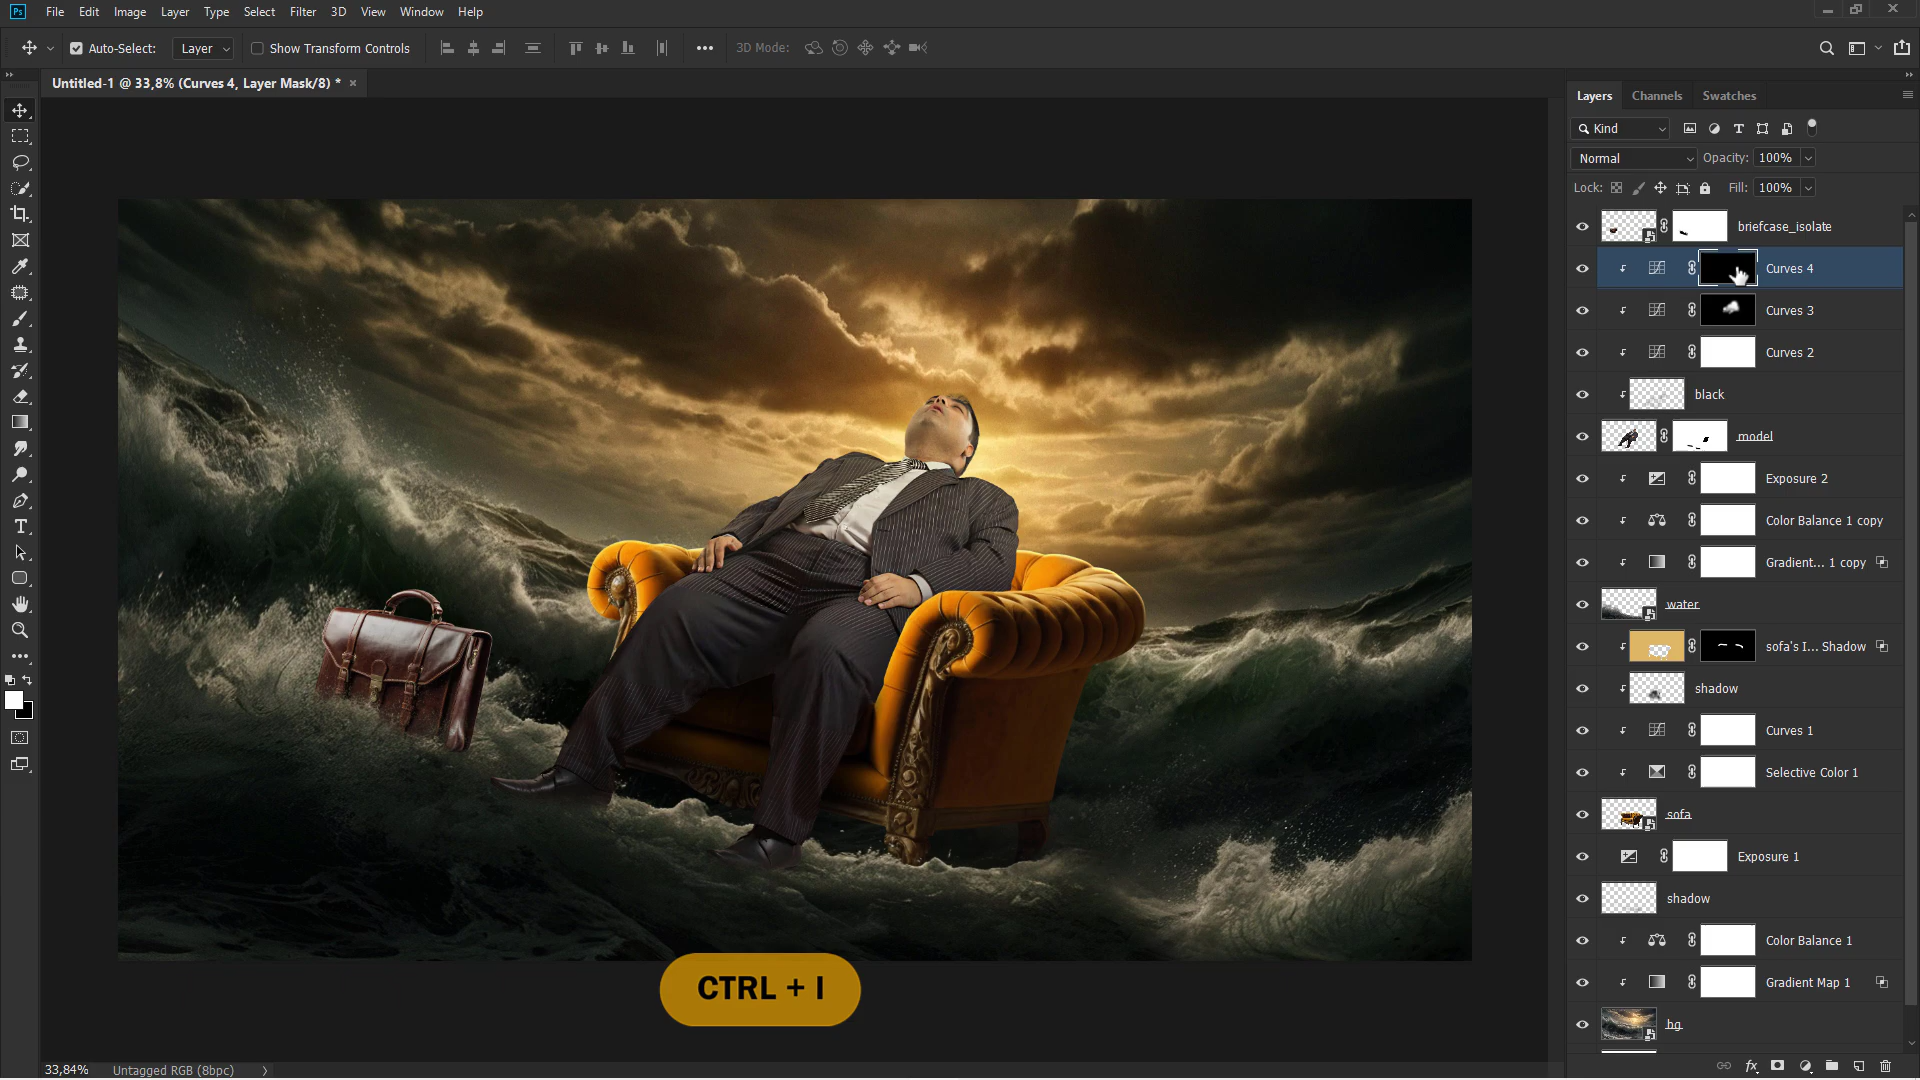 Ps File Edit Image Layer Type Select Filter 3D View Window Help
Auto-Select: Layer Show Transform Controls 3D Mode:
Untitled-1 @ 33,8% (Curves 4, Layer Mask/8) *
Layers Channels Swatches
Kind
Normal Opacity: 100%
Lock: Fill: 100%
briefcase_isolate
Curves 4
Curves 3
Curves 2
black
model
Exposure 2
Color Balance 1 copy
Gradient... 1 copy
water
sofa's I... Shadow
shadow
Curves 1
Selective Color 1
sofa
Exposure 1
shadow
Color Balance 1
Gradient Map 1
bg
CTRL + I
33,84% Untagged RGB (8bpc)